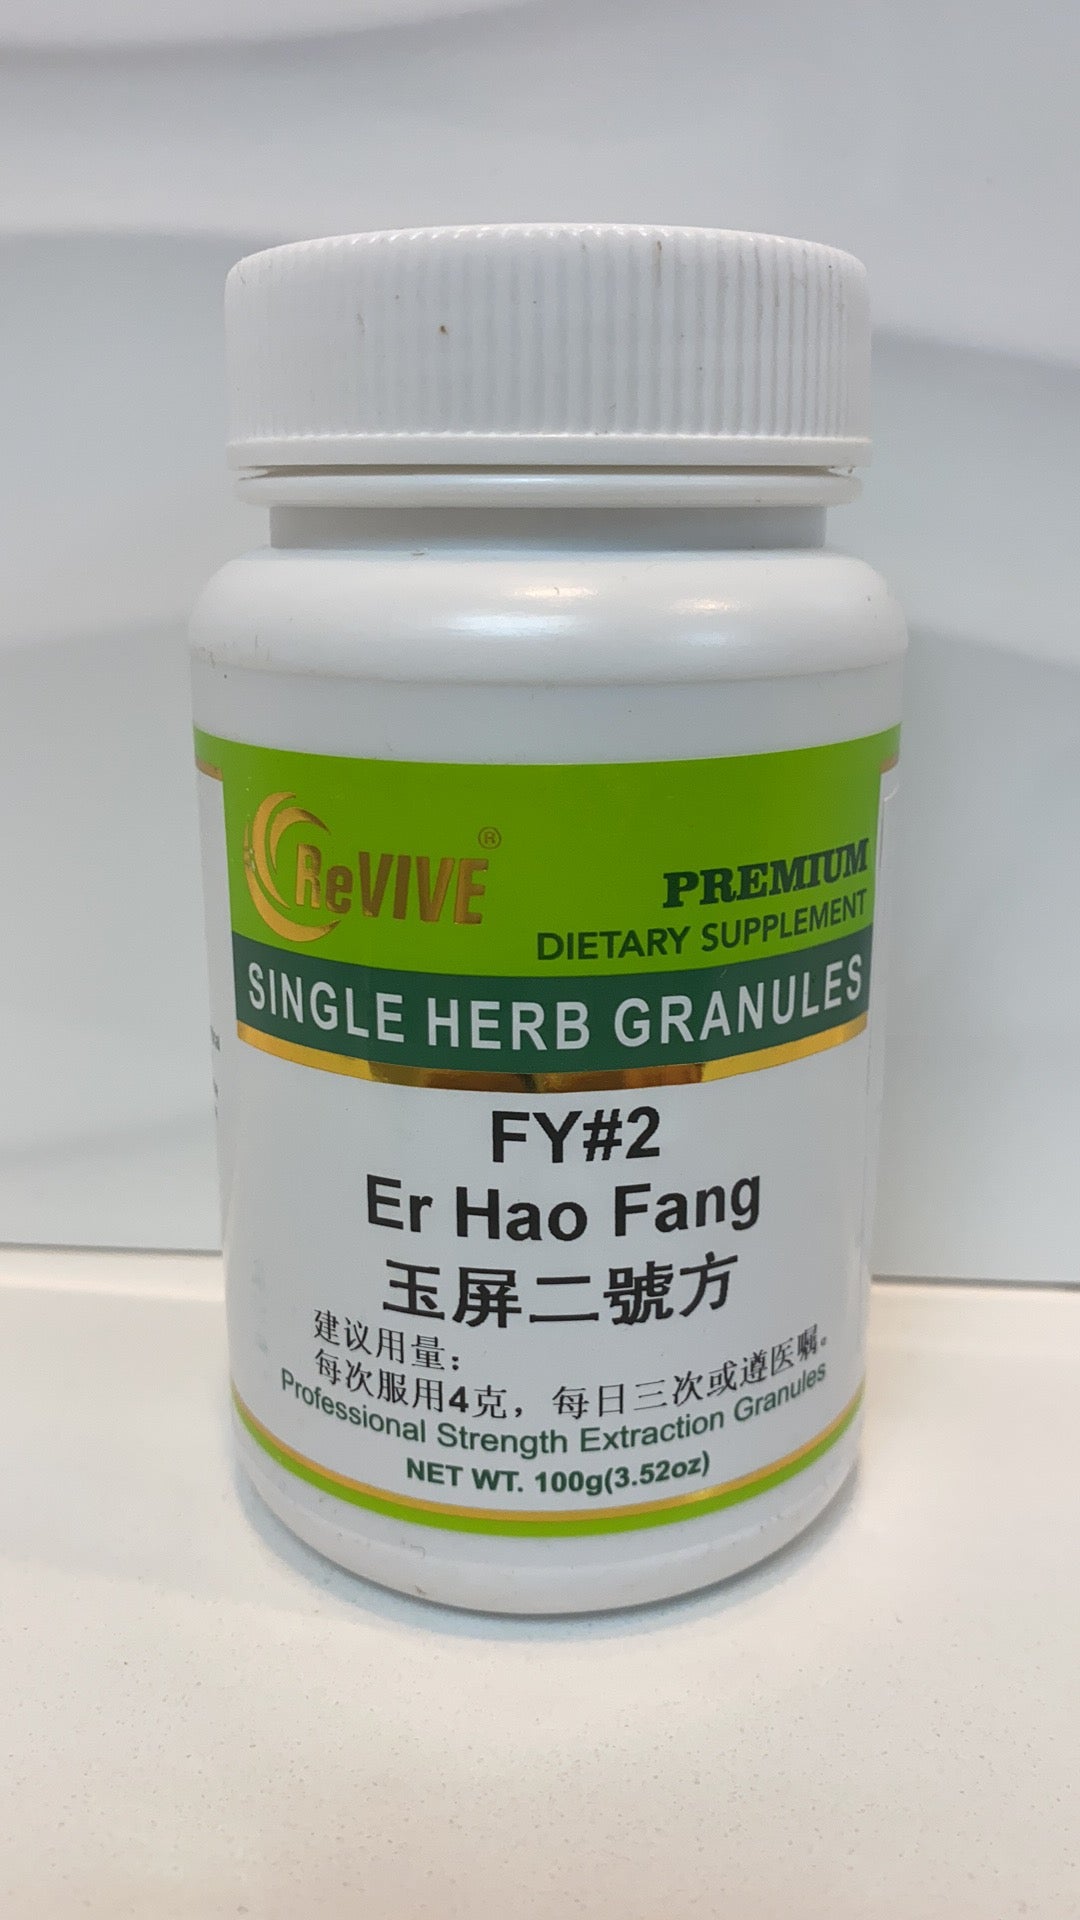 ReVIVE®
PREMIUM
DIETARY SUPPLEMENT
SINGLE HERB GRANULES
FY#2
Er Hao Fang
玉屏二號方
建议用量：
每次服用4克，每日三次或遵医嘱。
Professional Strength Extraction Granules
NET WT. 100g(3.52oz)